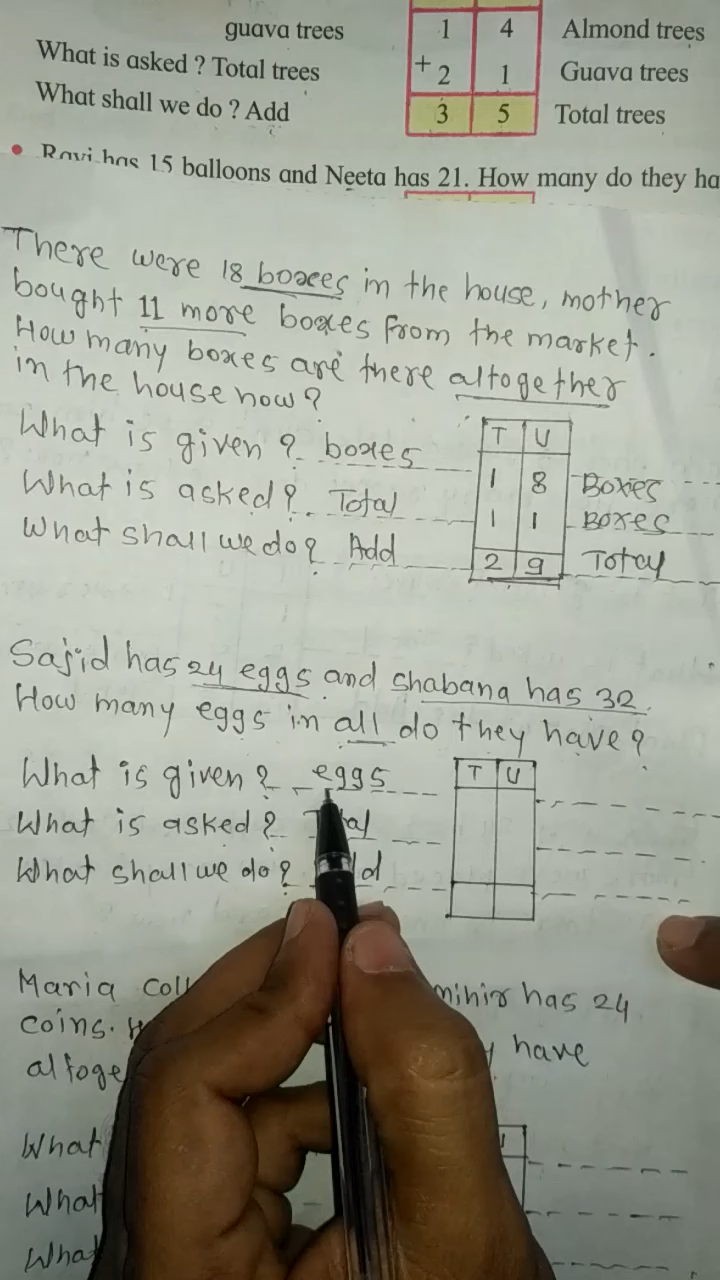 guava trees
1 4 Almond trees
What is asked ? Total trees
+ 2 1 Guava trees
What shall we do ? Add
3 5 Total trees
• Ravi has 15 balloons and Neeta has 21. How many do they ha
There were 18 boxes in the house, mother
bought 11 more boxes from the market.
How many boxes are there altogether
in the house now?
T U
What is given? boxes
1 8 Boxes
What is asked? Total
1 1 Boxes
What shall we do? Add
2 9 Total
Sajid has 24 eggs and shabana has 32.
How many eggs in all do they have?
T U
What is given? eggs
What is asked?
What shall we do?
Maria
mihir has 24
coins.
have
What
What
What